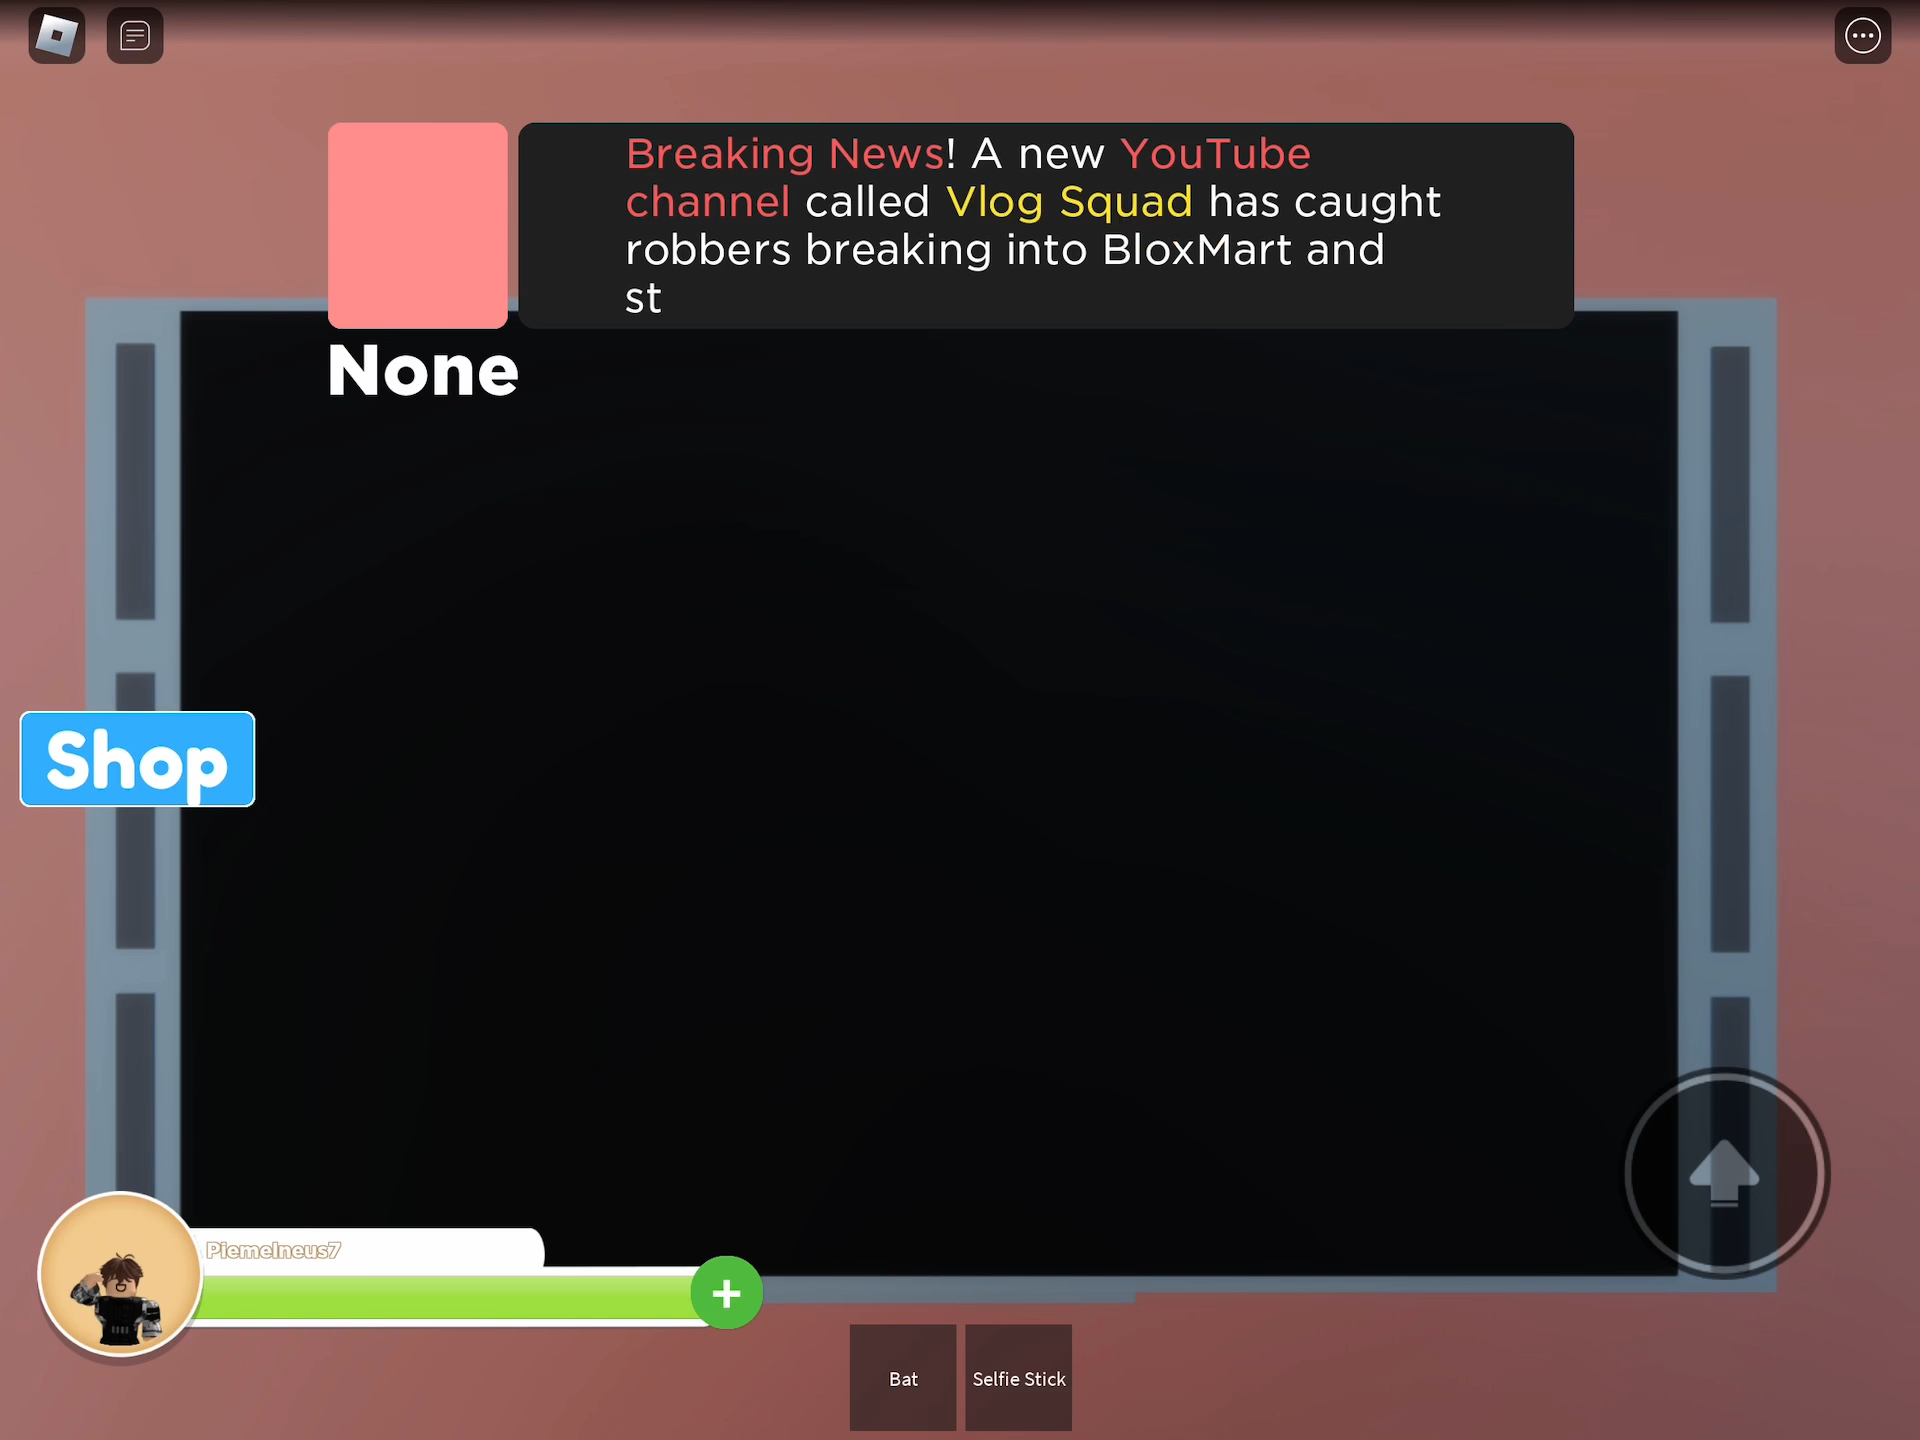 Breaking News! A new YouTube
channel called Vlog Squad has caught
robbers breaking into BloxMart and
st
None
Shop
Piemelneus7
Bat
Selfie Stick